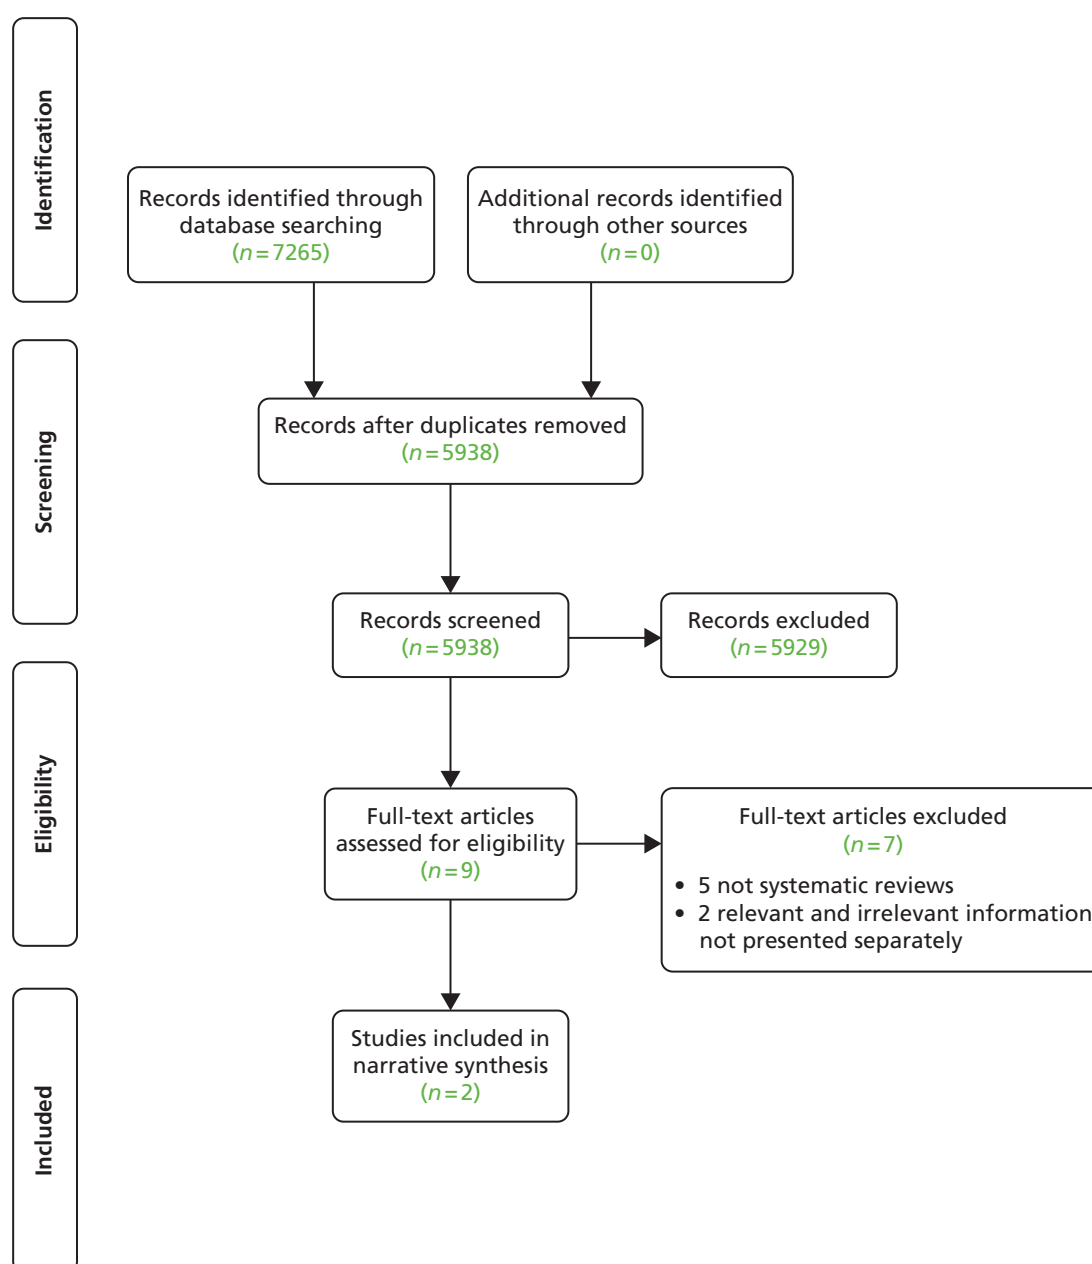 Identification
Records identified through
database searching
(n=7265)
Additional records identified
through other sources
(n=0)
Screening
Records after duplicates removed
(n=5938)
Records screened
(n=5938)
Records excluded
(n=5929)
Eligibility
Full-text articles
assessed for eligibility
(n=9)
Full-text articles excluded
(n=7)
• 5 not systematic reviews
• 2 relevant and irrelevant information
not presented separately
Included
Studies included in
narrative synthesis
(n=2)